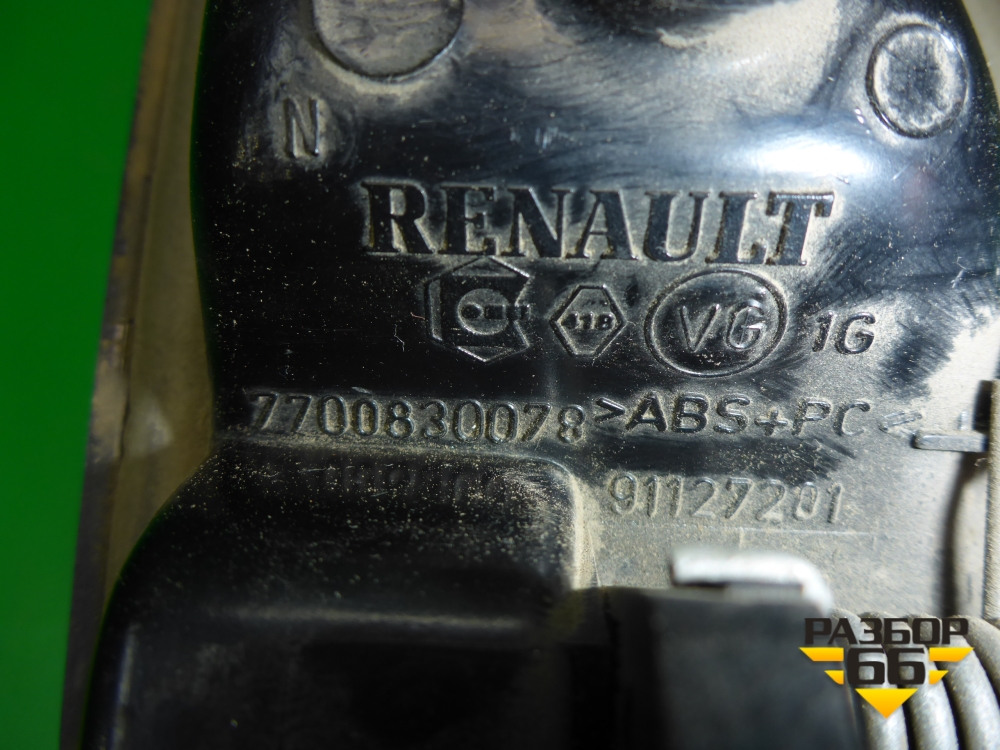 N
RENAULT
VG 1G
7700830078 >ABS+PC<
91127201
РАЗБОР
66